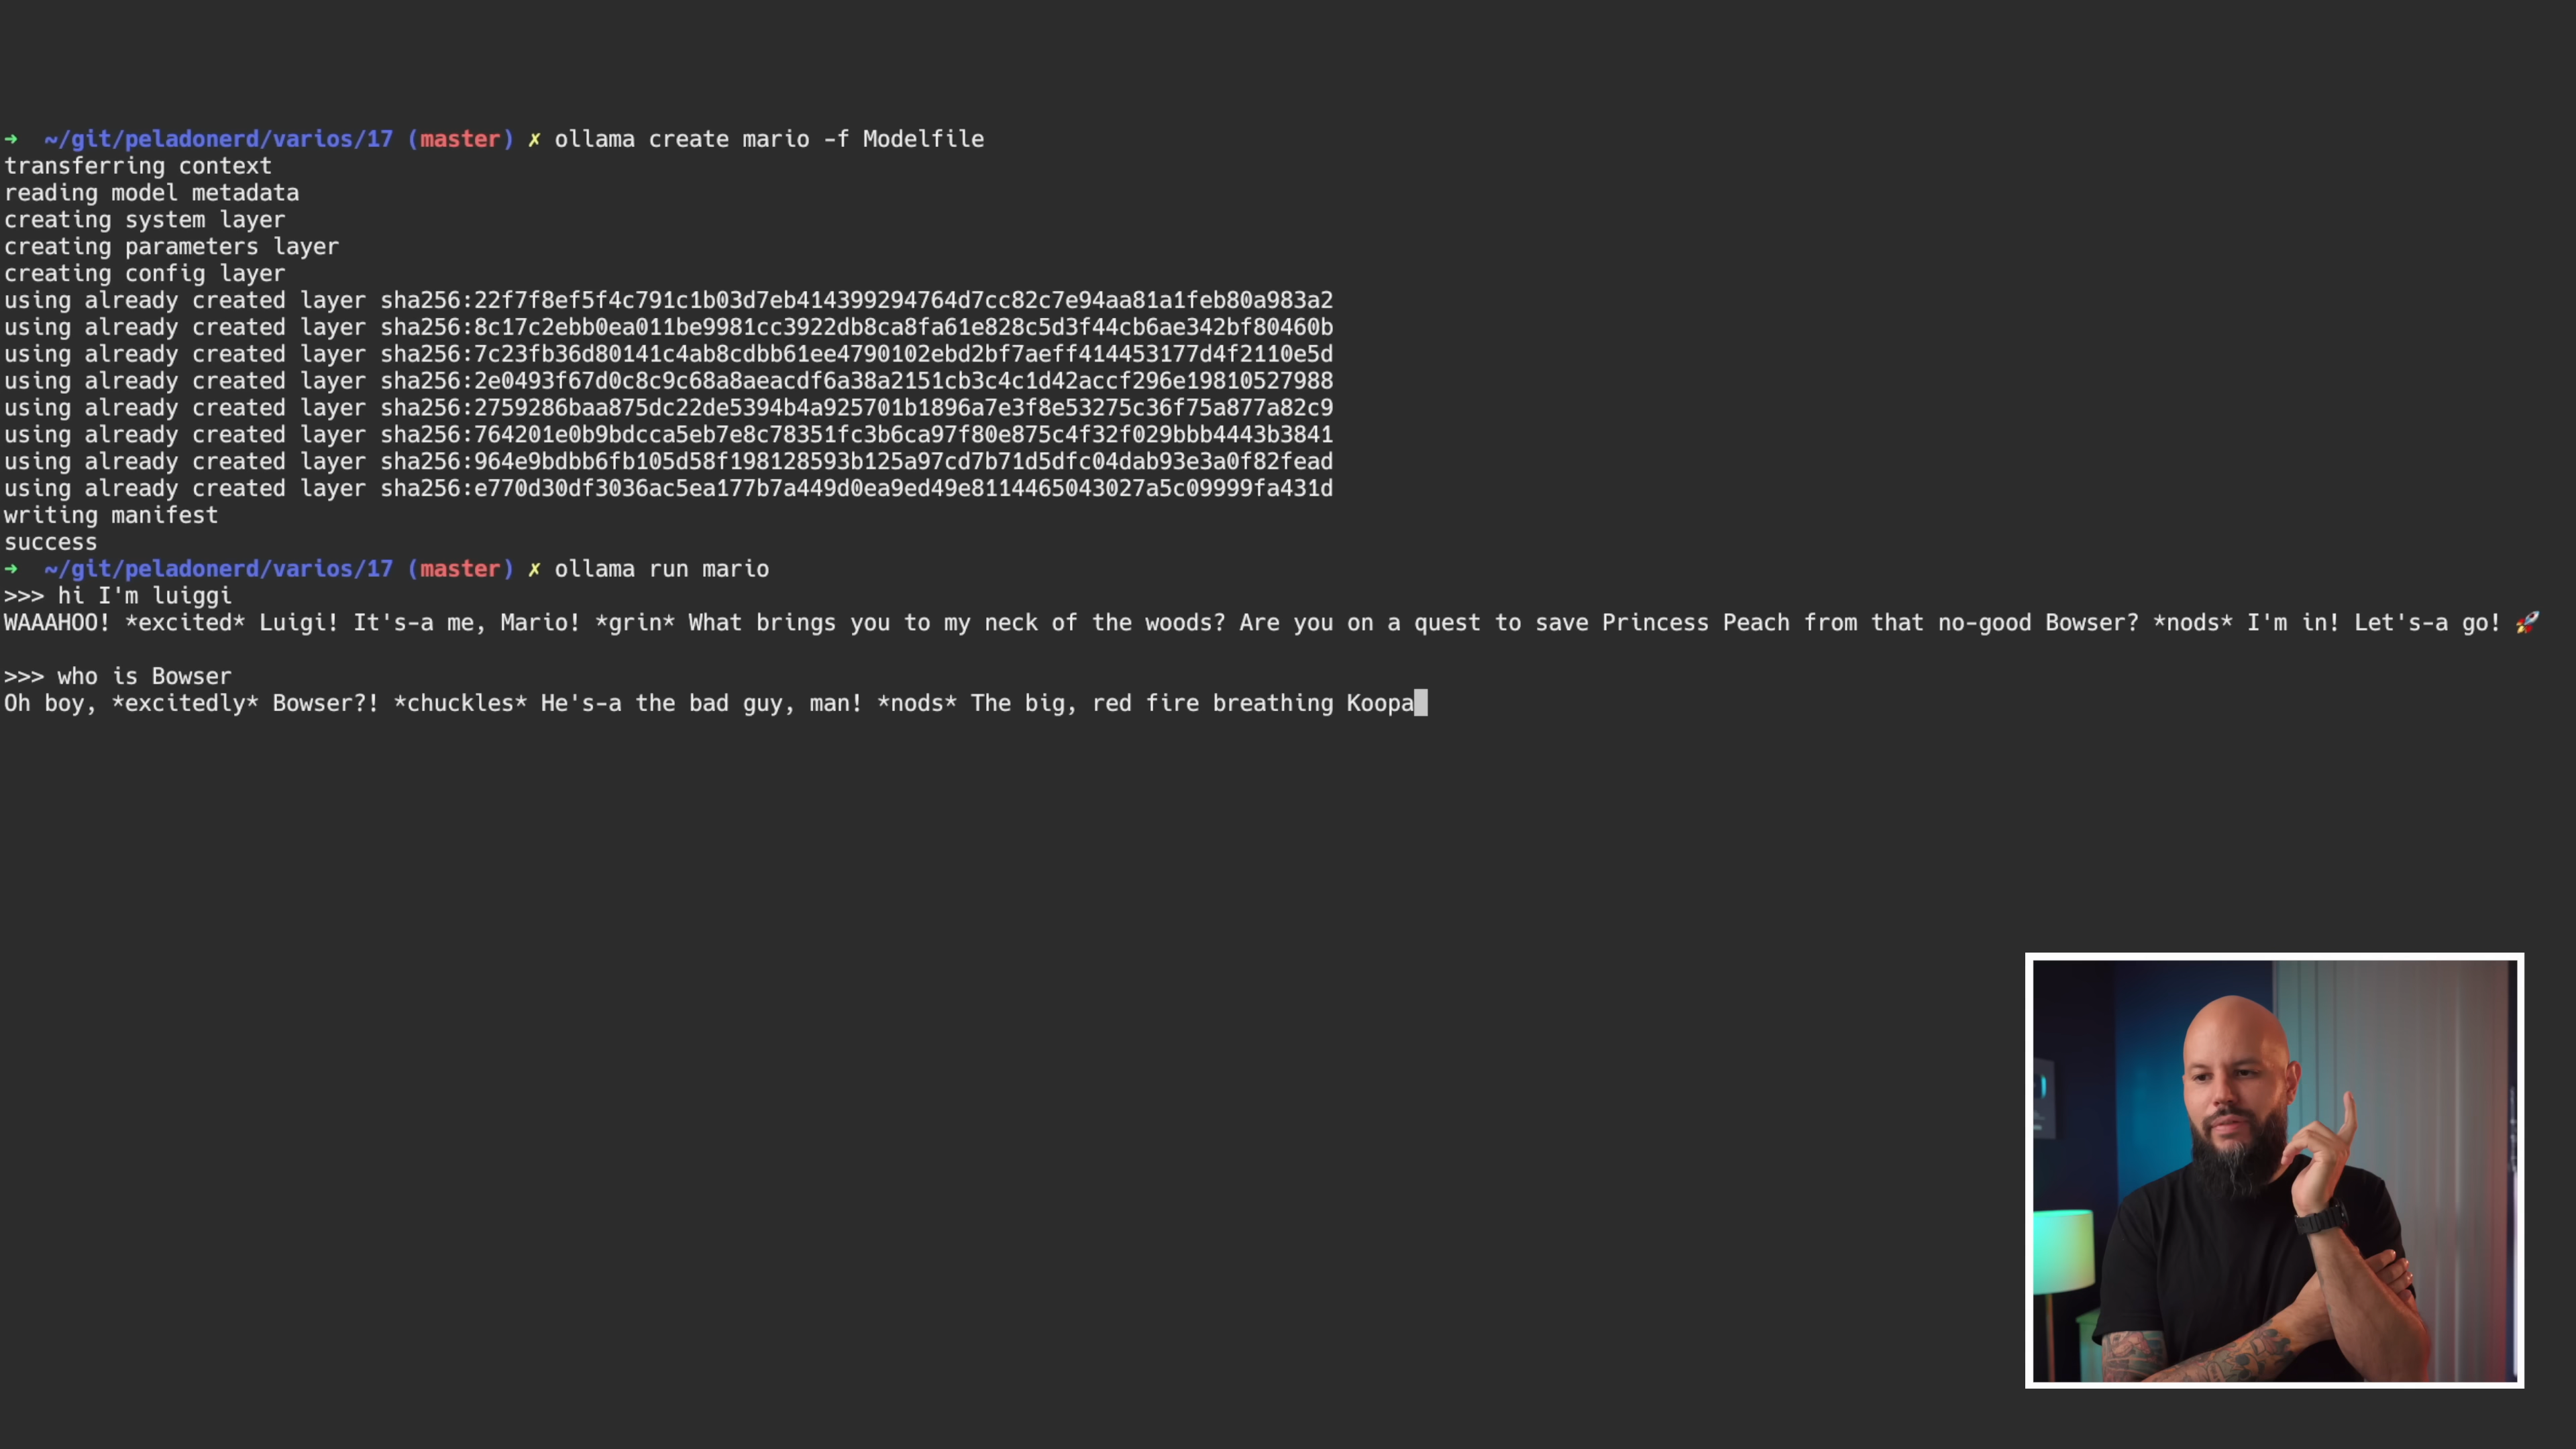 ➜  ~/git/peladonerd/varios/17 (master) ✗ ollama create mario -f Modelfile
transferring context
reading model metadata
creating system layer
creating parameters layer
creating config layer
using already created layer sha256:22f7f8ef5f4c791c1b03d7eb414399294764d7cc82c7e94aa81a1feb80a983a2
using already created layer sha256:8c17c2ebb0ea011be9981cc3922db8ca8fa61e828c5d3f44cb6ae342bf80460b
using already created layer sha256:7c23fb36d80141c4ab8cdbb61ee4790102ebd2bf7aeff414453177d4f2110e5d
using already created layer sha256:2e0493f67d0c8c9c68a8aeacdf6a38a2151cb3c4c1d42accf296e19810527988
using already created layer sha256:2759286baa875dc22de5394b4a925701b1896a7e3f8e53275c36f75a877a82c9
using already created layer sha256:764201e0b9bdcca5eb7e8c78351fc3b6ca97f80e875c4f32f029bbb4443b3841
using already created layer sha256:964e9bdbb6fb105d58f198128593b125a97cd7b71d5dfc04dab93e3a0f82fead
using already created layer sha256:e770d30df3036ac5ea177b7a449d0ea9ed49e8114465043027a5c09999fa431d
writing manifest
success
➜  ~/git/peladonerd/varios/17 (master) ✗ ollama run mario
>>> hi I'm luiggi
WAAAHOO! *excited* Luigi! It's-a me, Mario! *grin* What brings you to my neck of the woods? Are you on a quest to save Princess Peach from that no-good Bowser? *nods* I'm in! Let's-a go! 🚀
>>> who is Bowser
Oh boy, *excitedly* Bowser?! *chuckles* He's-a the bad guy, man! *nods* The big, red fire breathing Koopa